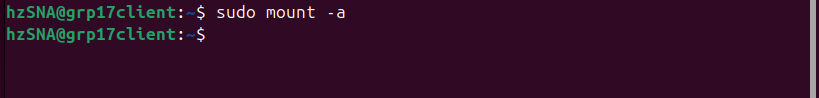 hzSNA@grp17client:~$ sudo mount -a
hzSNA@grp17client:~$